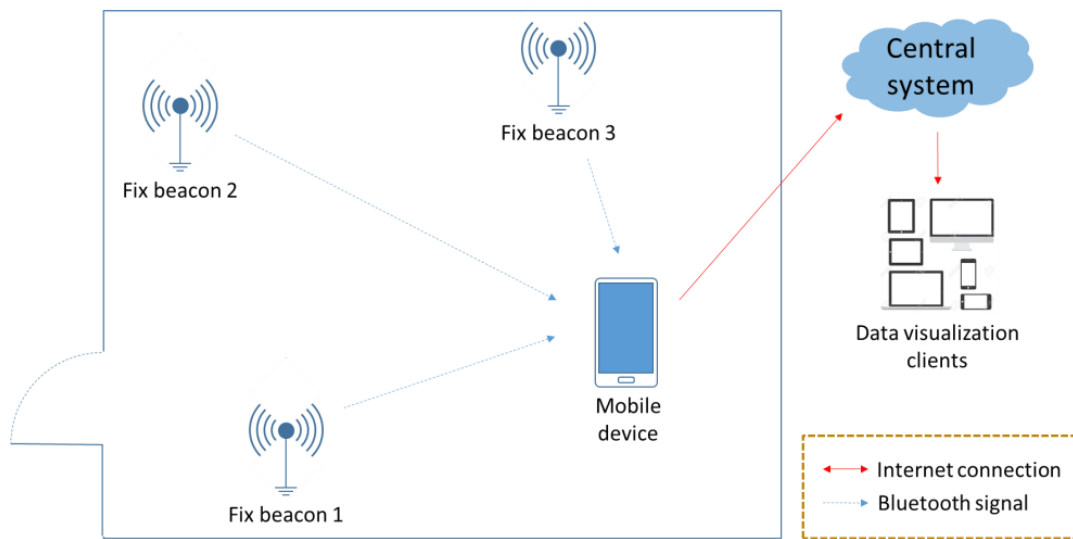 Central
system
Fix beacon 3
Fix beacon 2
Data visualization
clients
Mobile
device
Fix beacon 1
Internet connection
Bluetooth signal